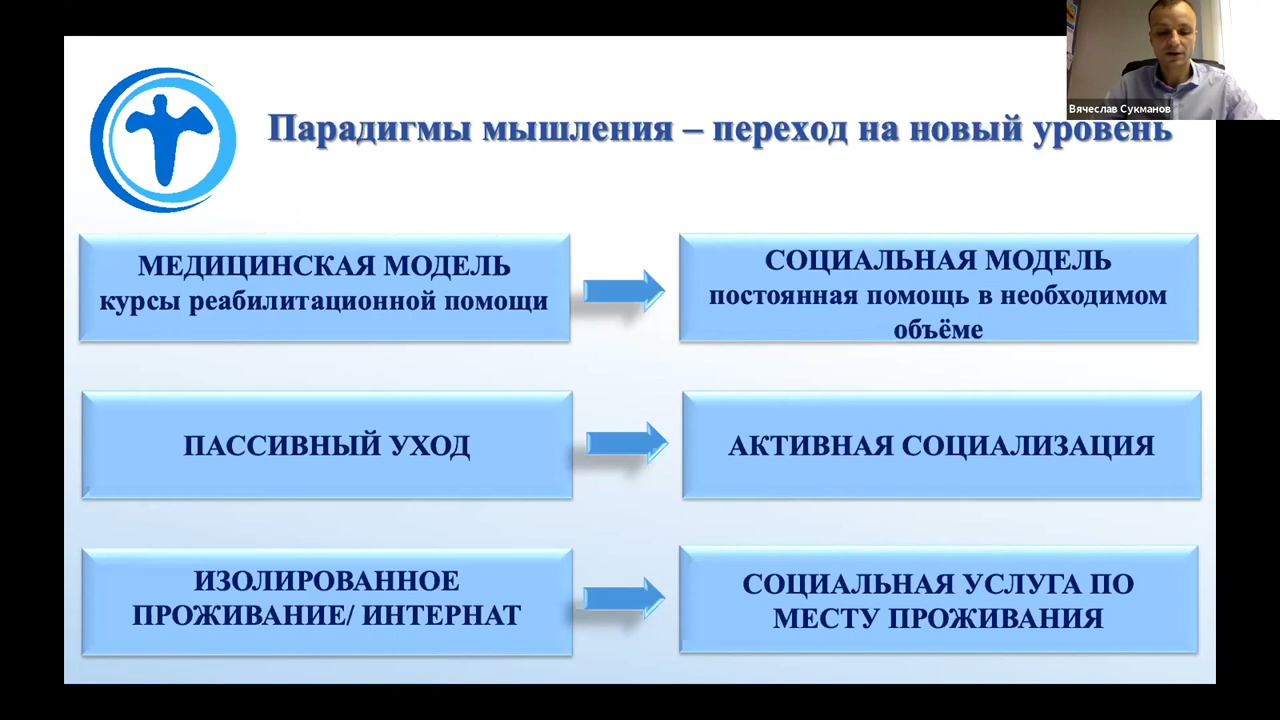 Вячеслав Сукманов
Парадигмы мышления – переход на новый уровень
МЕДИЦИНСКАЯ МОДЕЛЬ
курсы реабилитационной помощи
СОЦИАЛЬНАЯ МОДЕЛЬ
постоянная помощь в необходимом
объёме
ПАССИВНЫЙ УХОД
АКТИВНАЯ СОЦИАЛИЗАЦИЯ
ИЗОЛИРОВАННОЕ
ПРОЖИВАНИЕ/ ИНТЕРНАТ
СОЦИАЛЬНАЯ УСЛУГА ПО
МЕСТУ ПРОЖИВАНИЯ